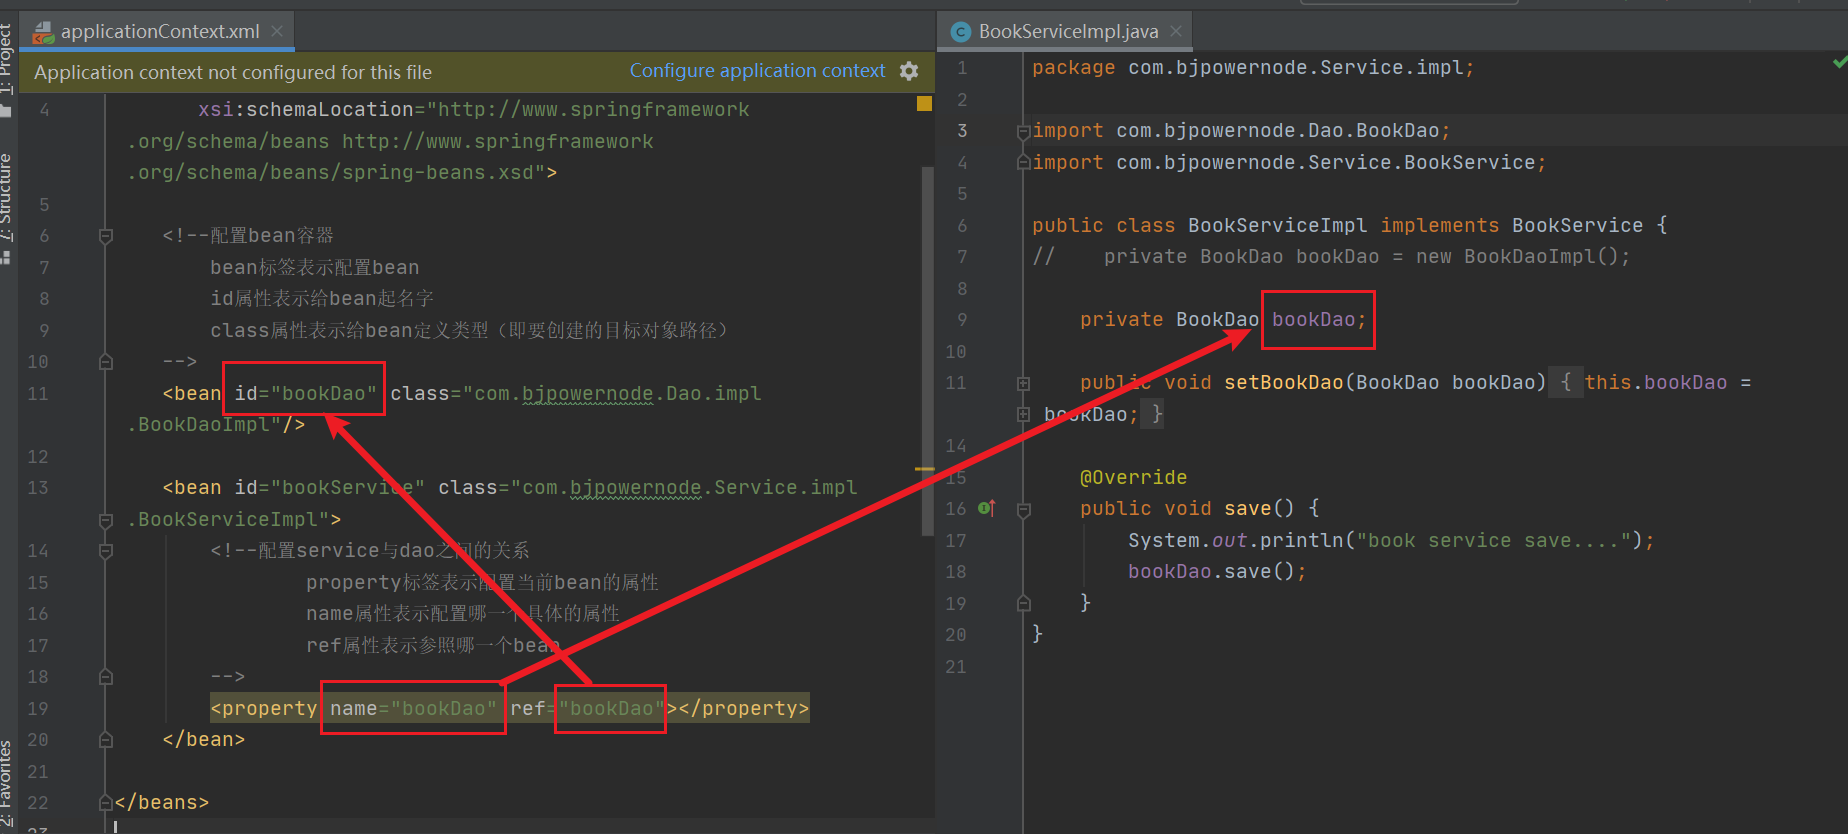 applicationContext.xml
Application context not configured for this file
Configure application context
1: Project
7: Structure
2: Favorites
4 xsi:schemaLocation="http://www.springframework
.org/schema/beans http://www.springframework
.org/schema/beans/spring-beans.xsd">
5
6 <!--配置bean容器
7 bean标签表示配置bean
8 id属性表示给bean起名字
9 class属性表示给bean定义类型（即要创建的目标对象路径）
10 -->
11 <bean id="bookDao" class="com.bjpowernode.Dao.impl
.BookDaoImpl"/>
12
13 <bean id="bookService" class="com.bjpowernode.Service.impl
.BookServiceImpl">
14 <!--配置service与dao之间的关系
15 property标签表示配置当前bean的属性
16 name属性表示配置哪一个具体的属性
17 ref属性表示参照哪一个bean
18 -->
19 <property name="bookDao" ref="bookDao"></property>
20 </bean>
21
22 </beans>
23
BookServiceImpl.java
1 package com.bjpowernode.Service.impl;
2
3 import com.bjpowernode.Dao.BookDao;
4 import com.bjpowernode.Service.BookService;
5
6 public class BookServiceImpl implements BookService {
7 // private BookDao bookDao = new BookDaoImpl();
8
9 private BookDao bookDao;
10
11 public void setBookDao(BookDao bookDao) { this.bookDao =
bookDao; }
14
15 @Override
16 public void save() {
17 System.out.println("book service save....");
18 bookDao.save();
19 }
20 }
21